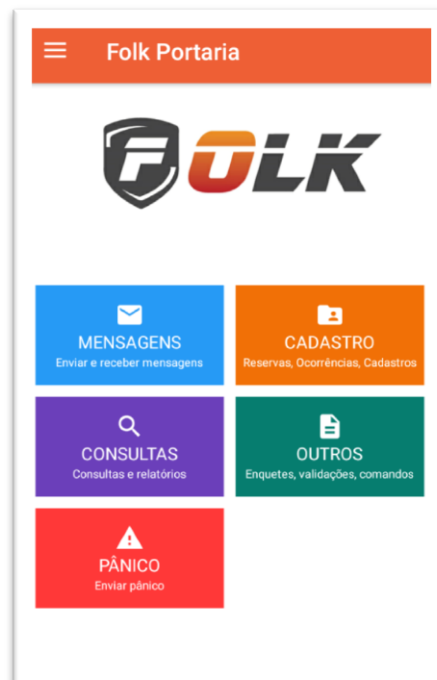 Folk Portaria
FOLK
MENSAGENS
Enviar e receber mensagens
CADASTRO
Reservas, Ocorrências, Cadastros
CONSULTAS
Consultas e relatórios
OUTROS
Enquetes, validações, comandos
PÂNICO
Enviar pânico